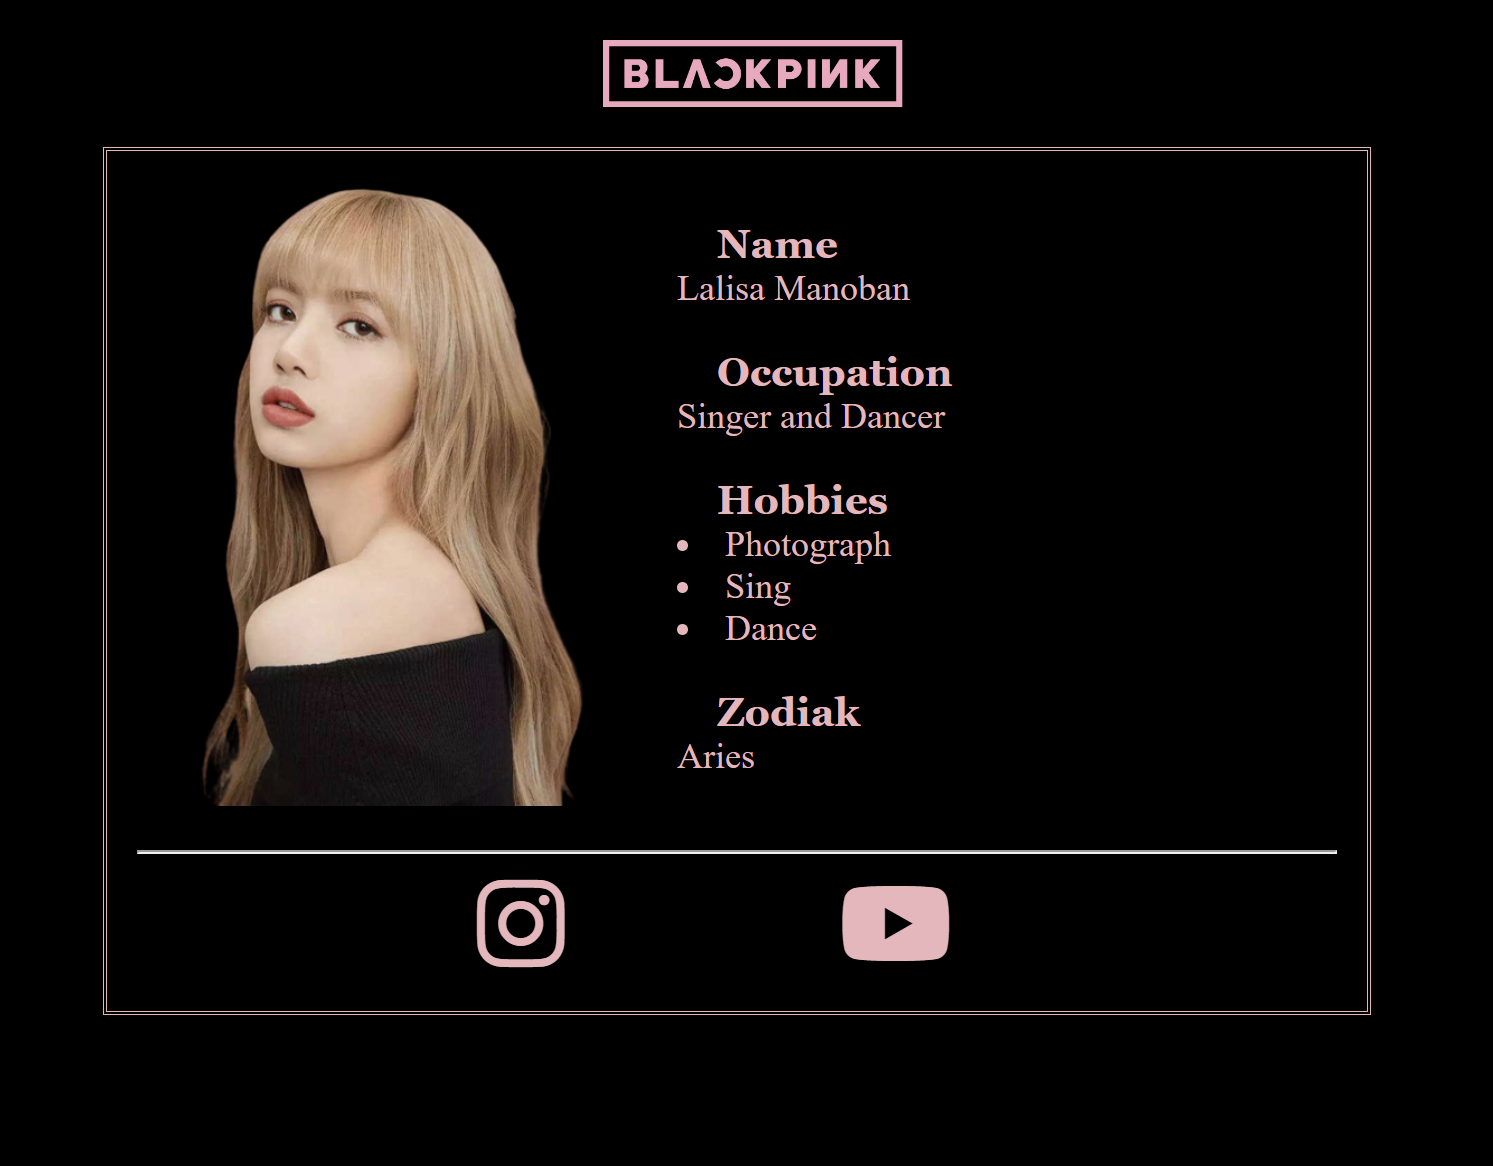 BLACKPINK
Name
Lalisa Manoban
Occupation
Singer and Dancer
Hobbies
• Photograph
• Sing
• Dance
Zodiak
Aries